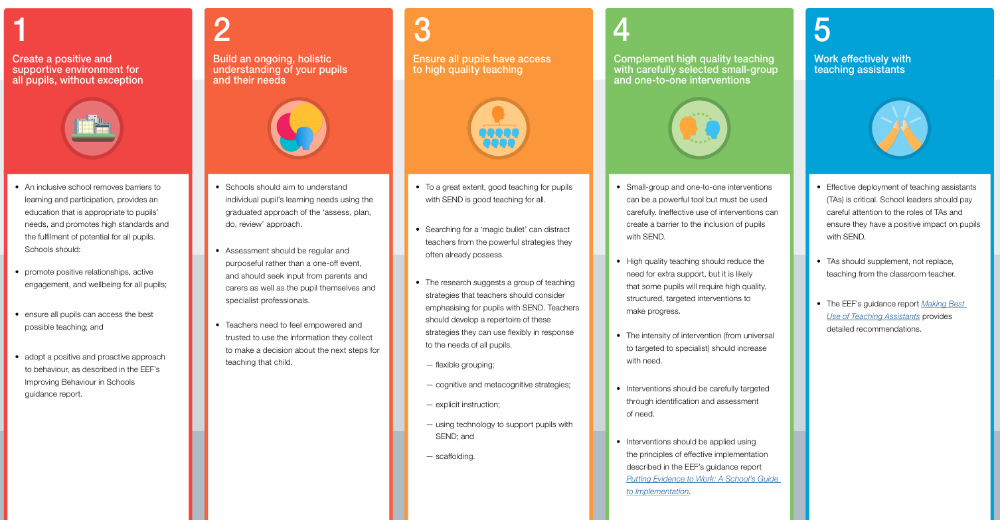 1
Create a positive and
supportive environment for
all pupils, without exception
• An inclusive school removes barriers to
learning and participation, provides an
education that is appropriate to pupils’
needs, and promotes high standards and
the fulfilment of potential for all pupils.
Schools should:
• promote positive relationships, active
engagement, and wellbeing for all pupils;
• ensure all pupils can access the best
possible teaching; and
• adopt a positive and proactive approach
to behaviour, as described in the EEF’s
Improving Behaviour in Schools
guidance report.
2
Build an ongoing, holistic
understanding of your pupils
and their needs
• Schools should aim to understand
individual pupil’s learning needs using the
graduated approach of the ‘assess, plan,
do, review’ approach.
• Assessment should be regular and
purposeful rather than a one-off event,
and should seek input from parents and
carers as well as the pupil themselves and
specialist professionals.
• Teachers need to feel empowered and
trusted to use the information they collect
to make a decision about the next steps for
teaching that child.
3
Ensure all pupils have access
to high quality teaching
• To a great extent, good teaching for pupils
with SEND is good teaching for all.
• Searching for a ‘magic bullet’ can distract
teachers from the powerful strategies they
often already possess.
• The research suggests a group of teaching
strategies that teachers should consider
emphasising for pupils with SEND. Teachers
should develop a repertoire of these
strategies they can use flexibly in response
to the needs of all pupils.
— flexible grouping;
— cognitive and metacognitive strategies;
— explicit instruction;
— using technology to support pupils with
SEND; and
— scaffolding.
4
Complement high quality teaching
with carefully selected small-group
and one-to-one interventions
• Small-group and one-to-one interventions
can be a powerful tool but must be used
carefully. Ineffective use of interventions can
create a barrier to the inclusion of pupils
with SEND.
• High quality teaching should reduce the
need for extra support, but it is likely
that some pupils will require high quality,
structured, targeted interventions to
make progress.
• The intensity of intervention (from universal
to targeted to specialist) should increase
with need.
• Interventions should be carefully targeted
through identification and assessment
of need.
• Interventions should be applied using
the principles of effective implementation
described in the EEF’s guidance report
Putting Evidence to Work: A School’s Guide
to Implementation.
5
Work effectively with
teaching assistants
• Effective deployment of teaching assistants
(TAs) is critical. School leaders should pay
careful attention to the roles of TAs and
ensure they have a positive impact on pupils
with SEND.
• TAs should supplement, not replace,
teaching from the classroom teacher.
• The EEF’s guidance report Making Best
Use of Teaching Assistants provides
detailed recommendations.